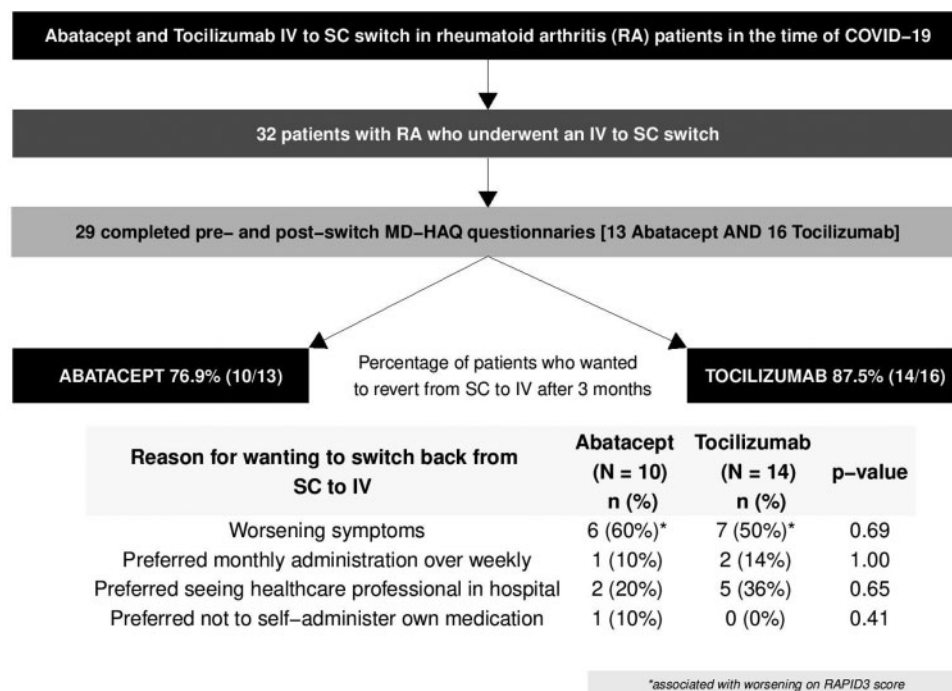 Abatacept and Tocilizumab IV to SC switch in rheumatoid arthritis (RA) patients in the time of COVID−19
32 patients with RA who underwent an IV to SC switch
29 completed pre− and post−switch MD−HAQ questionnaries [13 Abatacept AND 16 Tocilizumab]
ABATACEPT 76.9% (10/13)
Percentage of patients who wanted
to revert from SC to IV after 3 months
TOCILIZUMAB 87.5% (14/16)
Reason for wanting to switch back from
SC to IV
Abatacept
(N = 10)
n (%)
Tocilizumab
(N = 14)
n (%)
p−value
Worsening symptoms 6 (60%)* 7 (50%)* 0.69
Preferred monthly administration over weekly 1 (10%) 2 (14%) 1.00
Preferred seeing healthcare professional in hospital 2 (20%) 5 (36%) 0.65
Preferred not to self−administer own medication 1 (10%) 0 (0%) 0.41
*associated with worsening on RAPID3 score